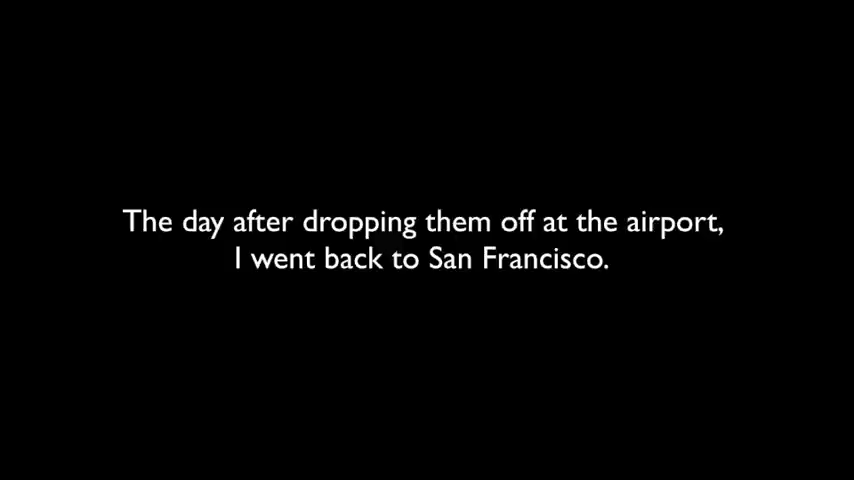 The day after dropping them off at the airport,
I went back to San Francisco.